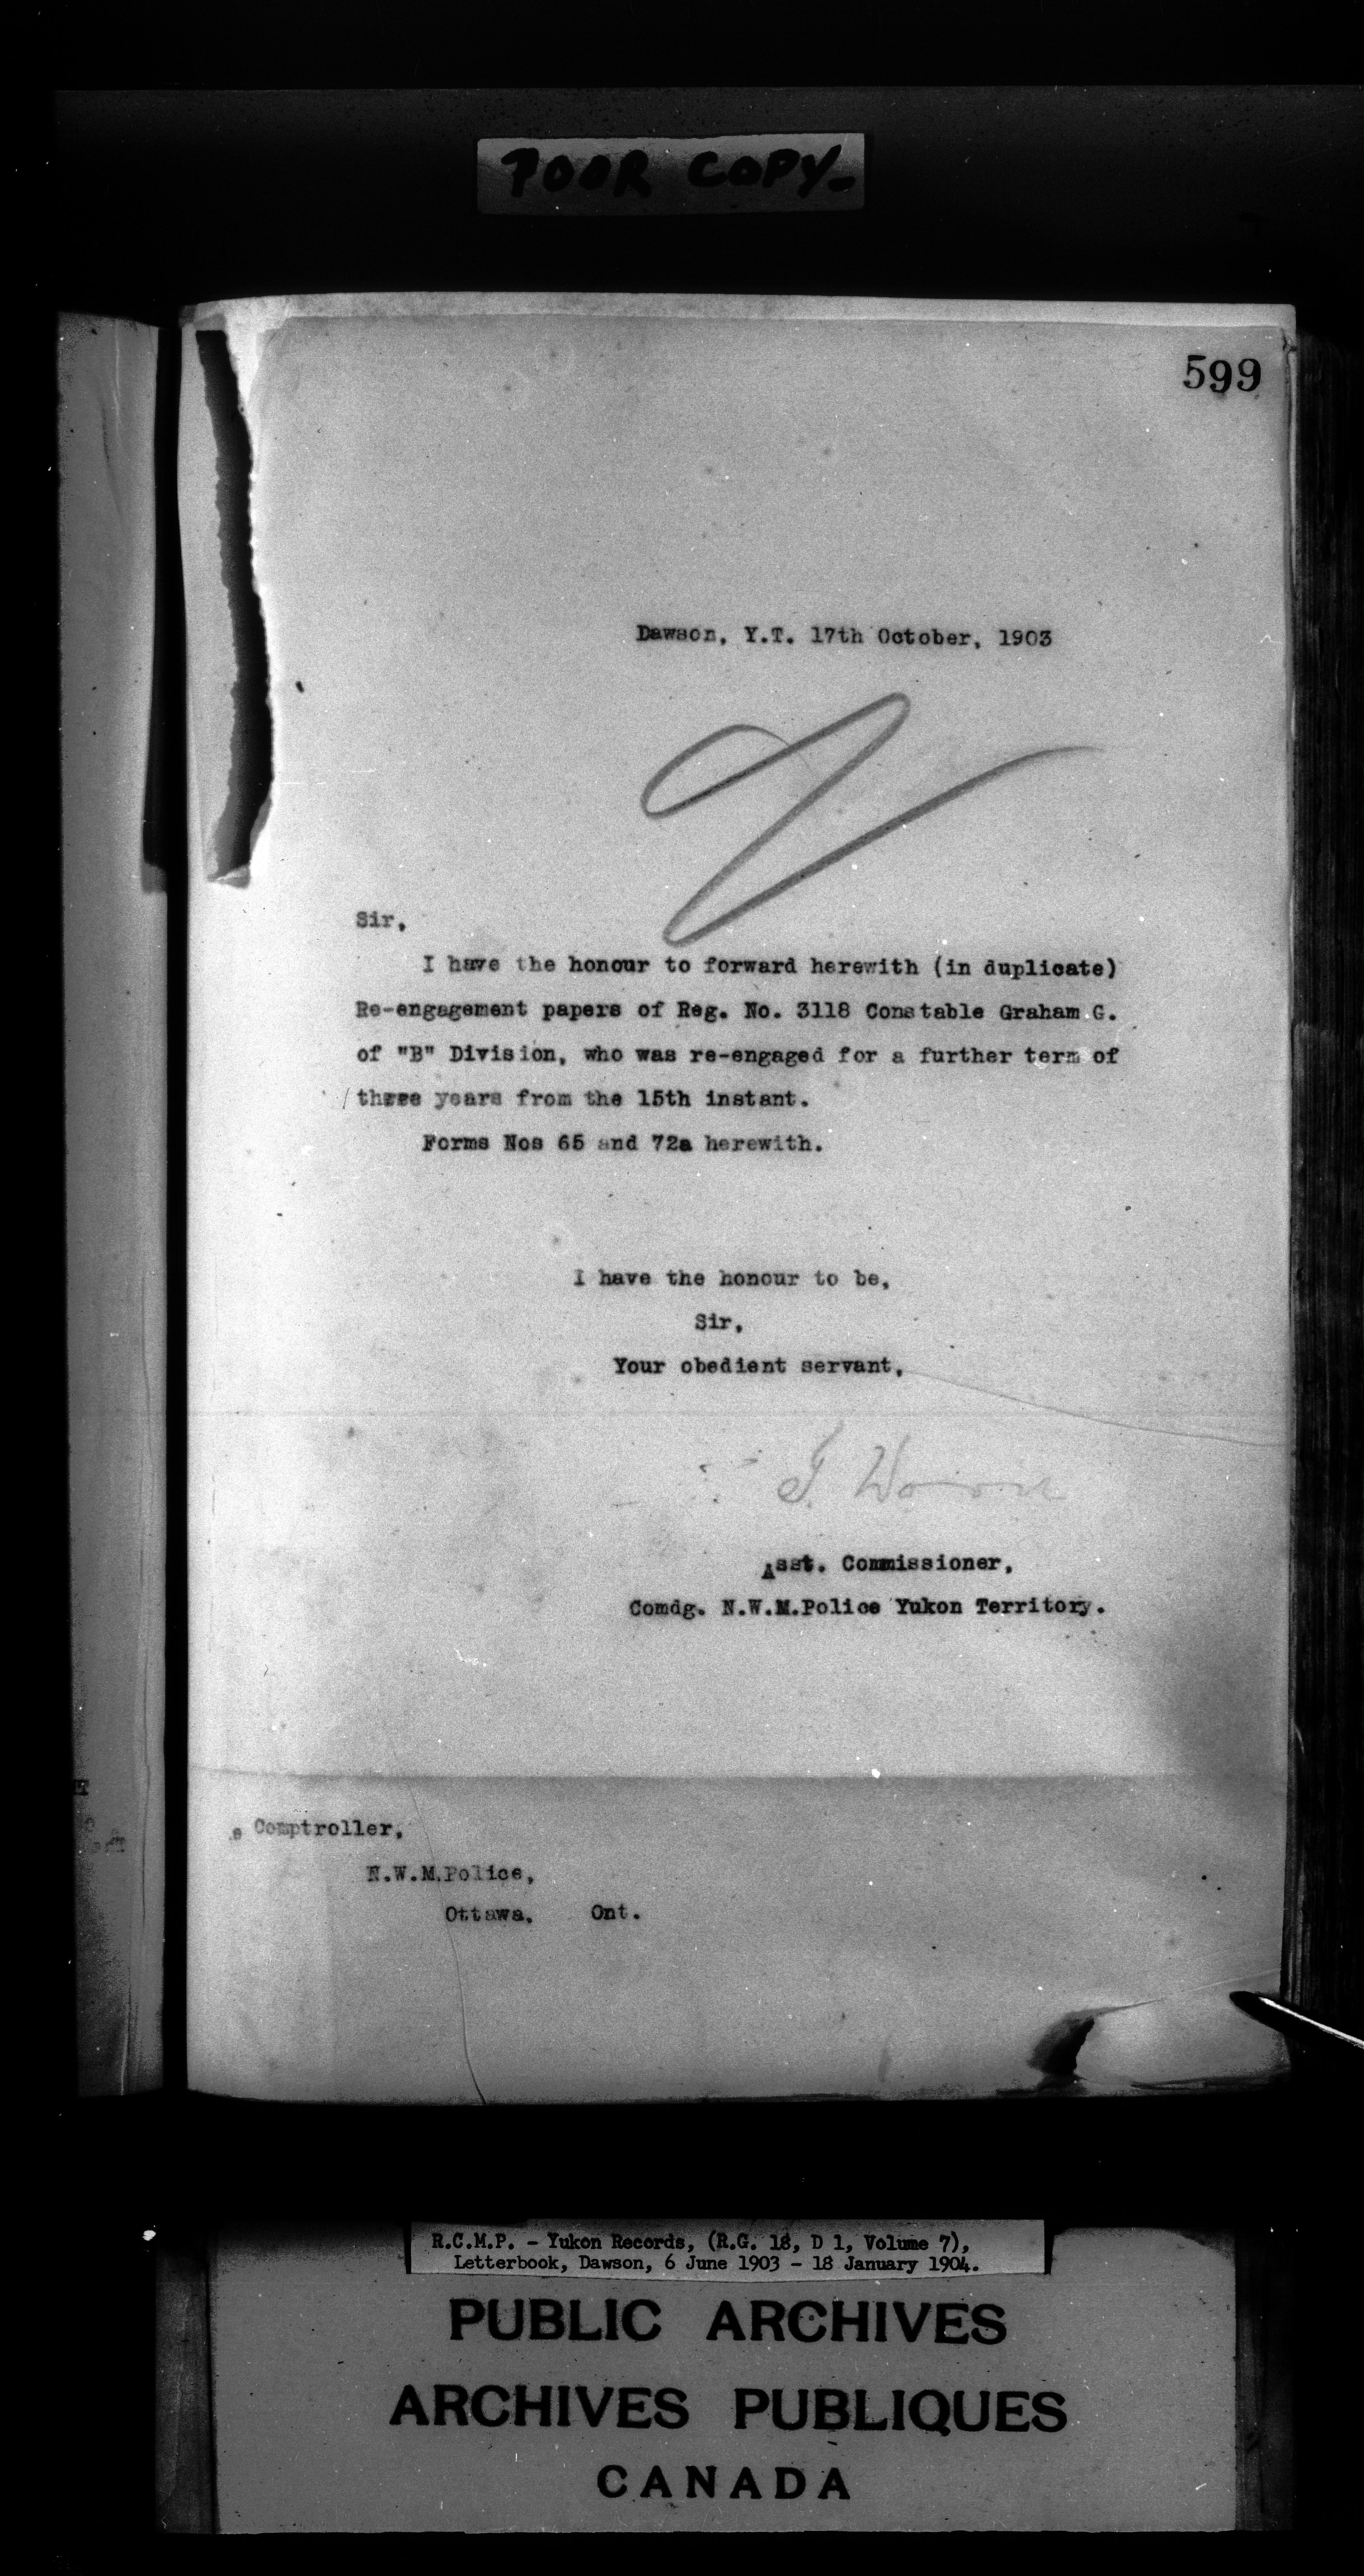 POOR COPY-
599
Dawson, Y.T. 17th October, 1903
Sir,
I have the honour to forward herewith (in duplicate)
Re-engagement papers of Reg. No. 3118 Constable Graham G.
of "B" Division, who was re-engaged for a further term of
three years from the 15th instant.
Forms Nos 65 and 72a herewith.
I have the honour to be,
Sir,
Your obedient servant,
Asst. Commissioner,
Comdg. N.W.M.Police Yukon Territory.
e Comptroller,
N.W.M.Police,
Ottawa. Ont.
R.C.M.P. - Yukon Records, (R.G. 18, D 1, Volume 7),
Letterbook, Dawson, 6 June 1903 - 18 January 1904.
PUBLIC ARCHIVES
ARCHIVES PUBLIQUES
CANADA